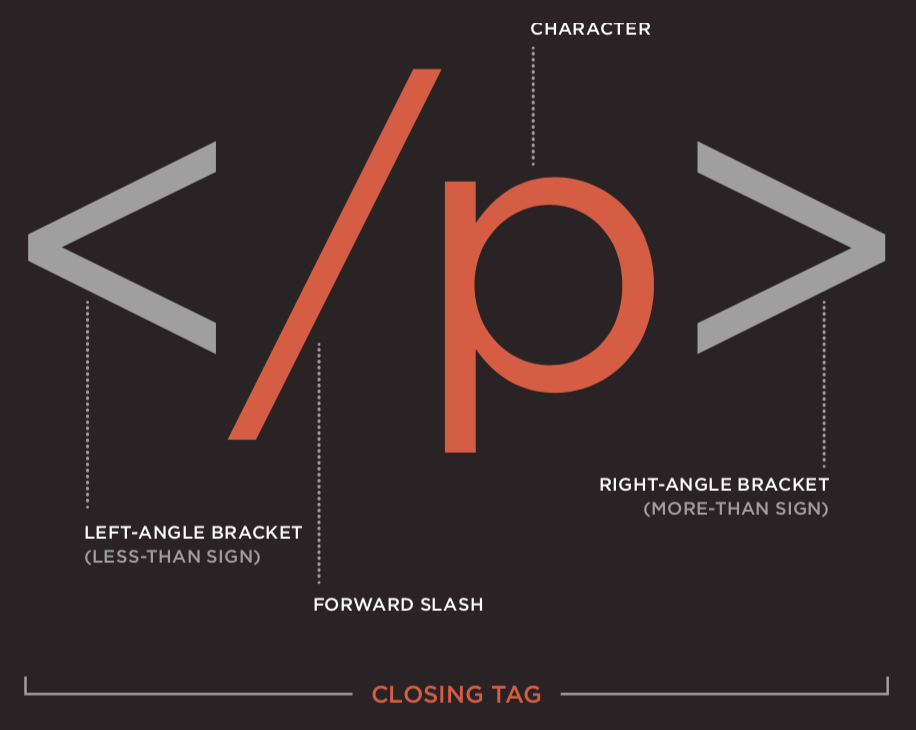 CHARACTER
</p>
LEFT-ANGLE BRACKET
(LESS-THAN SIGN)
RIGHT-ANGLE BRACKET
(MORE-THAN SIGN)
FORWARD SLASH
CLOSING TAG